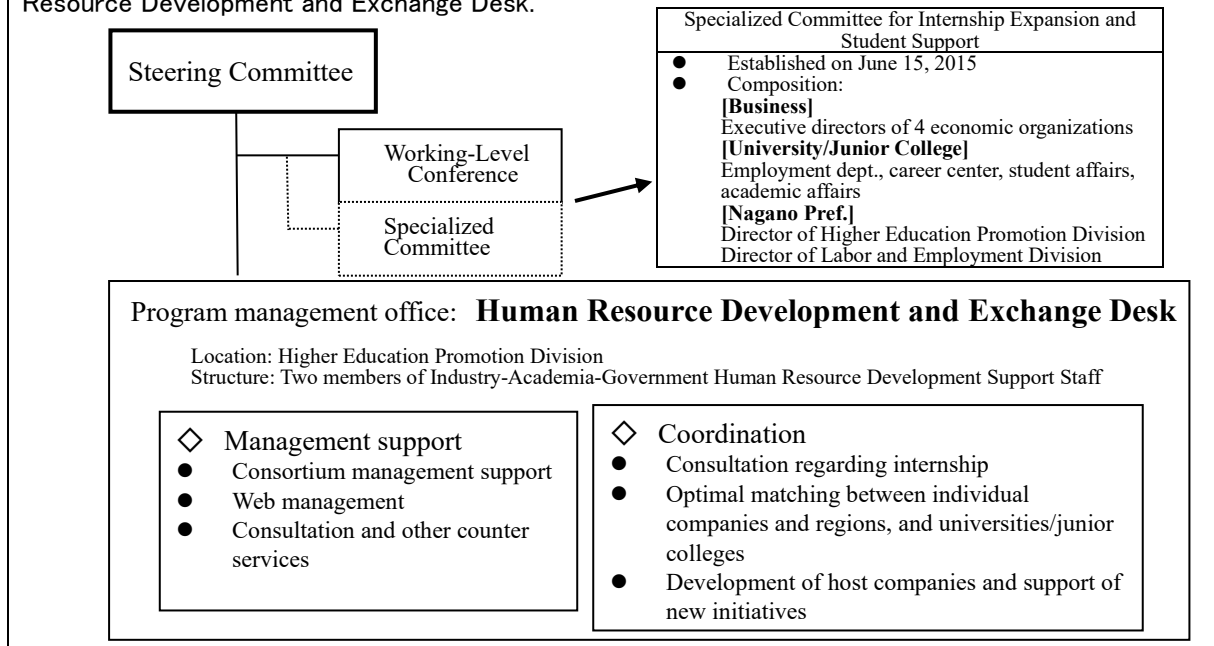 Resource Development and Exchange Desk.
Steering Committee
Working-Level
Conference
Specialized
Committee
Specialized Committee for Internship Expansion and
Student Support
● Established on June 15, 2015
● Composition:
[Business]
Executive directors of 4 economic organizations
[University/Junior College]
Employment dept., career center, student affairs,
academic affairs
[Nagano Pref.]
Director of Higher Education Promotion Division
Director of Labor and Employment Division
Program management office: Human Resource Development and Exchange Desk
Location: Higher Education Promotion Division
Structure: Two members of Industry-Academia-Government Human Resource Development Support Staff
◇ Management support
● Consortium management support
● Web management
● Consultation and other counter
services
◇ Coordination
● Consultation regarding internship
● Optimal matching between individual
companies and regions, and universities/junior
colleges
● Development of host companies and support of
new initiatives